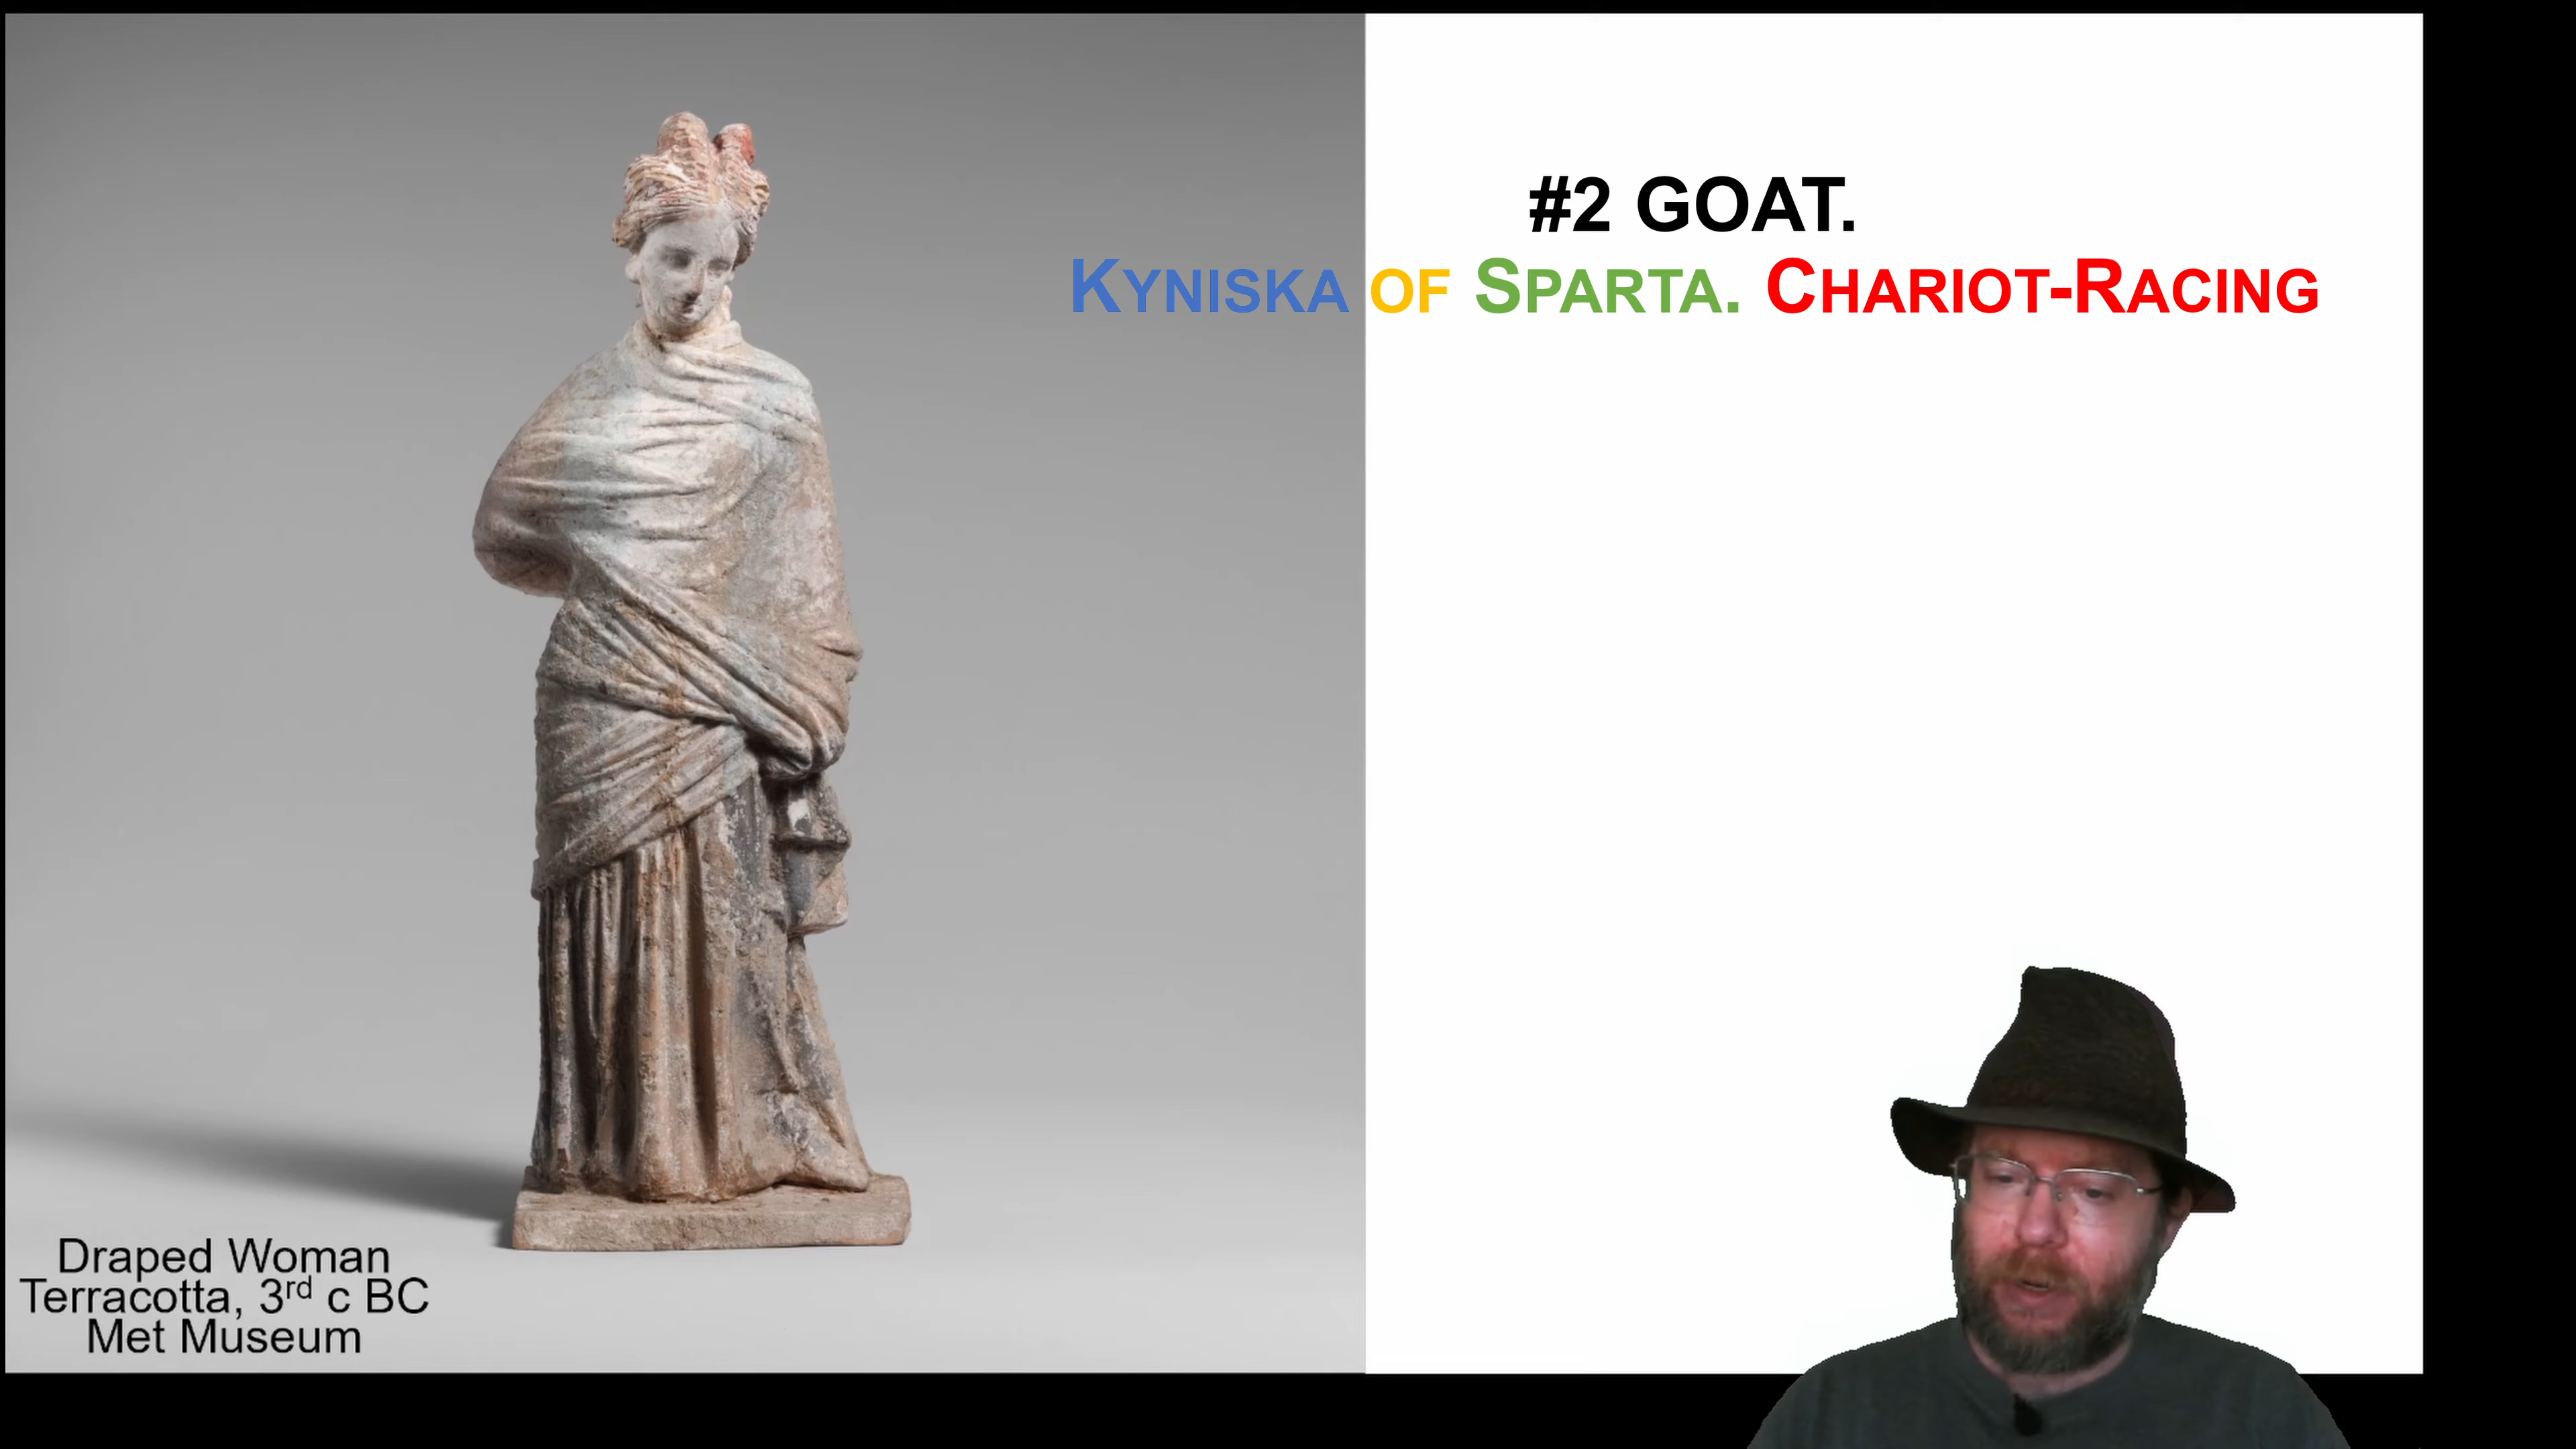 #2 GOAT.
KYNISKA OF SPARTA. CHARIOT-RACING
Draped Woman
Terracotta, 3rd c BC
Met Museum